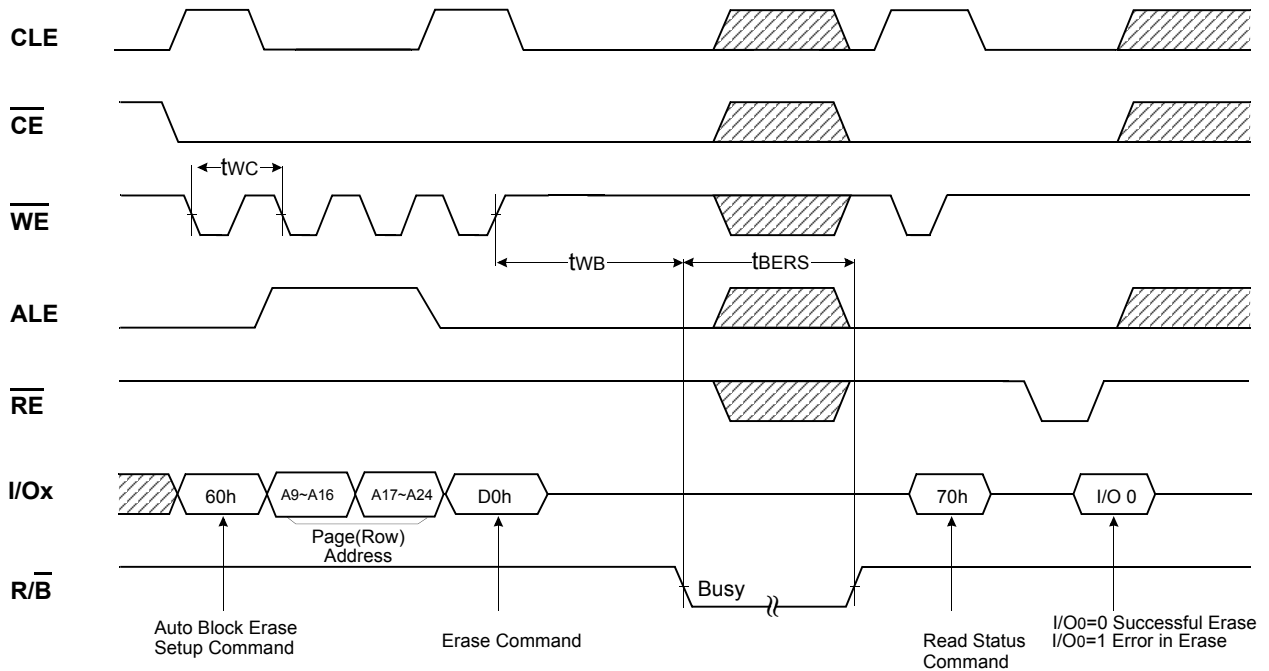 CLE
CE
tWC
WE
tWB
tBERS
ALE
RE
I/Ox
60h
A9~A16
A17~A24
D0h
70h
I/O 0
Page(Row)
Address
R/B
Busy
Auto Block Erase
Setup Command
Erase Command
Read Status
Command
I/O0=0 Successful Erase
I/O0=1 Error in Erase